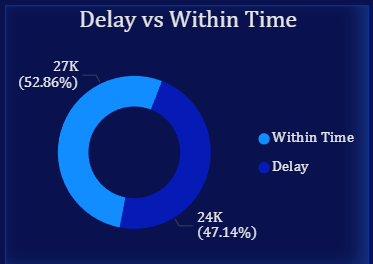 Delay vs Within Time
27K
(52.86%)
Within Time
Delay
24K
(47.14%)